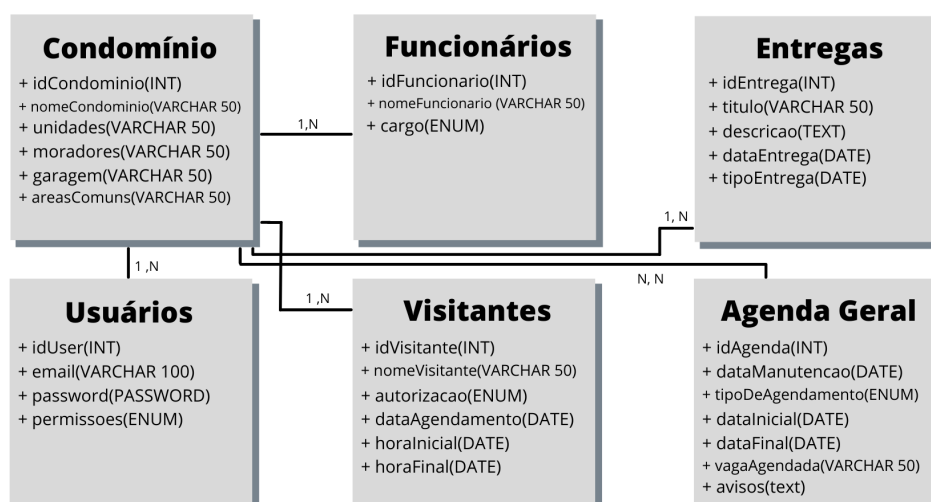 Condomínio
+ idCondominio(INT)
+ nomeCondominio(VARCHAR 50)
+ unidades(VARCHAR 50)
+ moradores(VARCHAR 50)
+ garagem(VARCHAR 50)
+ areasComuns(VARCHAR 50)
1,N
Funcionários
+ idFuncionario(INT)
+ nomeFuncionario (VARCHAR 50)
+ cargo(ENUM)
Entregas
+ idEntrega(INT)
+ titulo(VARCHAR 50)
+ descricao(TEXT)
+ dataEntrega(DATE)
+ tipoEntrega(DATE)
1, N
1 ,N
1 ,N
N, N
Usuários
+ idUser(INT)
+ email(VARCHAR 100)
+ password(PASSWORD)
+ permissoes(ENUM)
Visitantes
+ idVisitante(INT)
+ nomeVisitante(VARCHAR 50)
+ autorizacao(ENUM)
+ dataAgendamento(DATE)
+ horaInicial(DATE)
+ horaFinal(DATE)
Agenda Geral
+ idAgenda(INT)
+ dataManutencao(DATE)
+ tipoDeAgendamento(ENUM)
+ dataInicial(DATE)
+ dataFinal(DATE)
+ vagaAgendada(VARCHAR 50)
+ avisos(text)